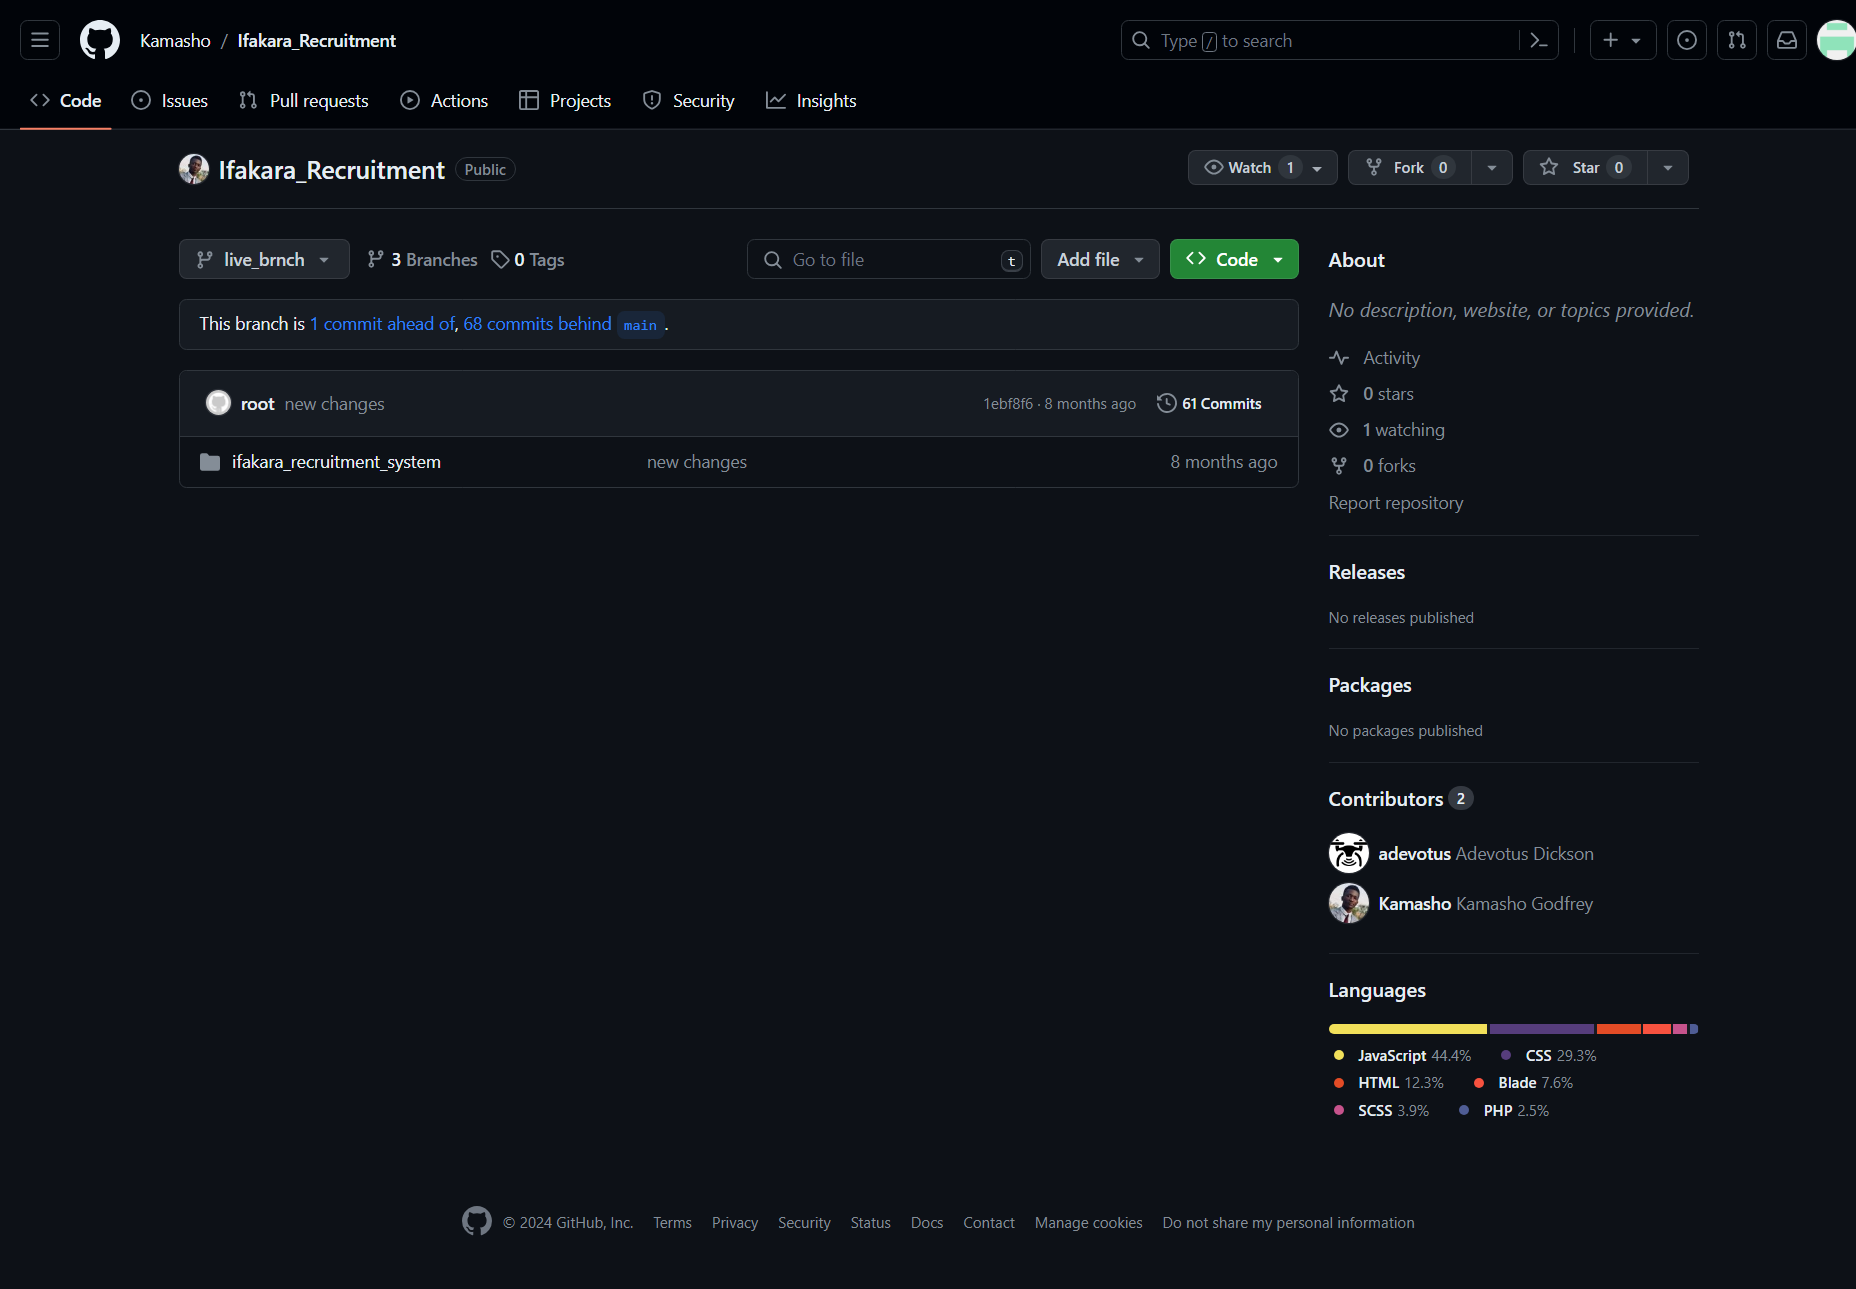 Kamasho / Ifakara_Recruitment
Type / to search
Code Issues Pull requests Actions Projects Security Insights
Ifakara_Recruitment Public
Watch 1 Fork 0 Star 0
live_brnch 3 Branches 0 Tags
Go to file t Add file Code
This branch is 1 commit ahead of, 68 commits behind main .
root new changes 1ebf8f6 · 8 months ago 61 Commits
ifakara_recruitment_system new changes 8 months ago
About
No description, website, or topics provided.
Activity
0 stars
1 watching
0 forks
Report repository
Releases
No releases published
Packages
No packages published
Contributors 2
adevotus Adevotus Dickson
Kamasho Kamasho Godfrey
Languages
JavaScript 44.4% CSS 29.3%
HTML 12.3% Blade 7.6%
SCSS 3.9% PHP 2.5%
© 2024 GitHub, Inc. Terms Privacy Security Status Docs Contact Manage cookies Do not share my personal information